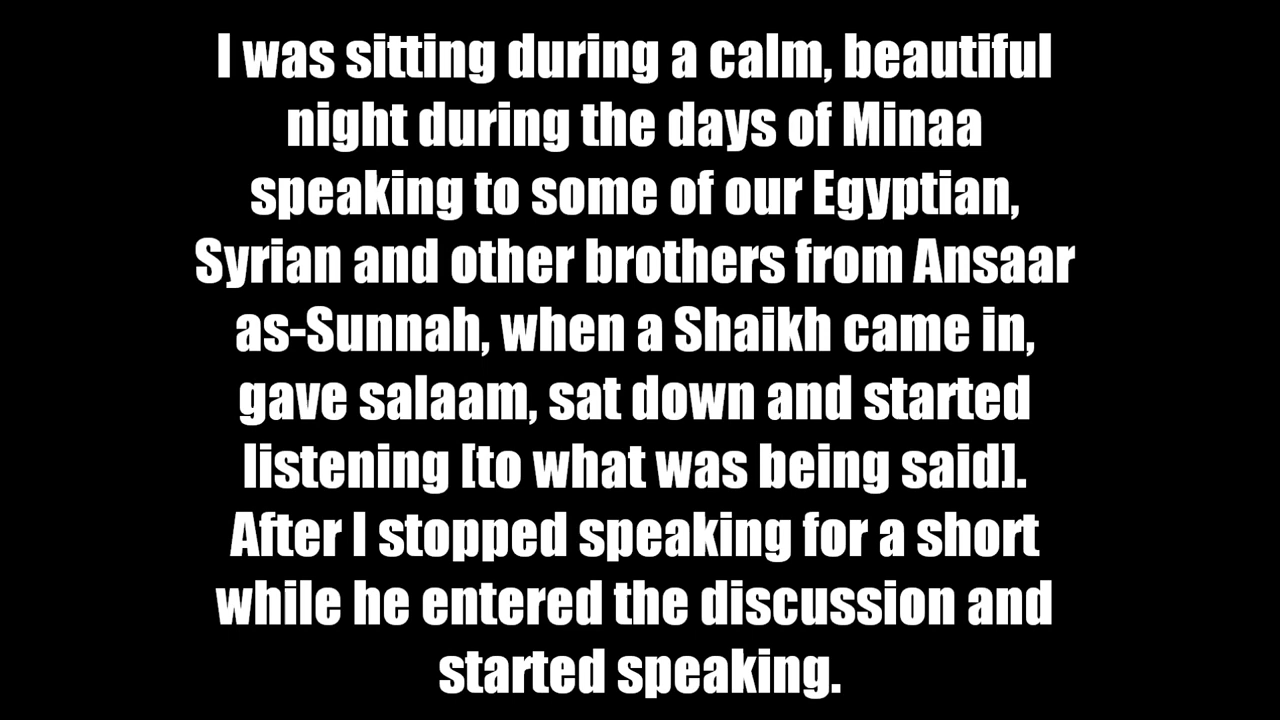 I was sitting during a calm, beautiful
night during the days of Minaa
speaking to some of our Egyptian,
Syrian and other brothers from Ansaar
as-Sunnah, when a Shaikh came in,
gave salaam, sat down and started
listening [to what was being said].
After I stopped speaking for a short
while he entered the discussion and
started speaking.